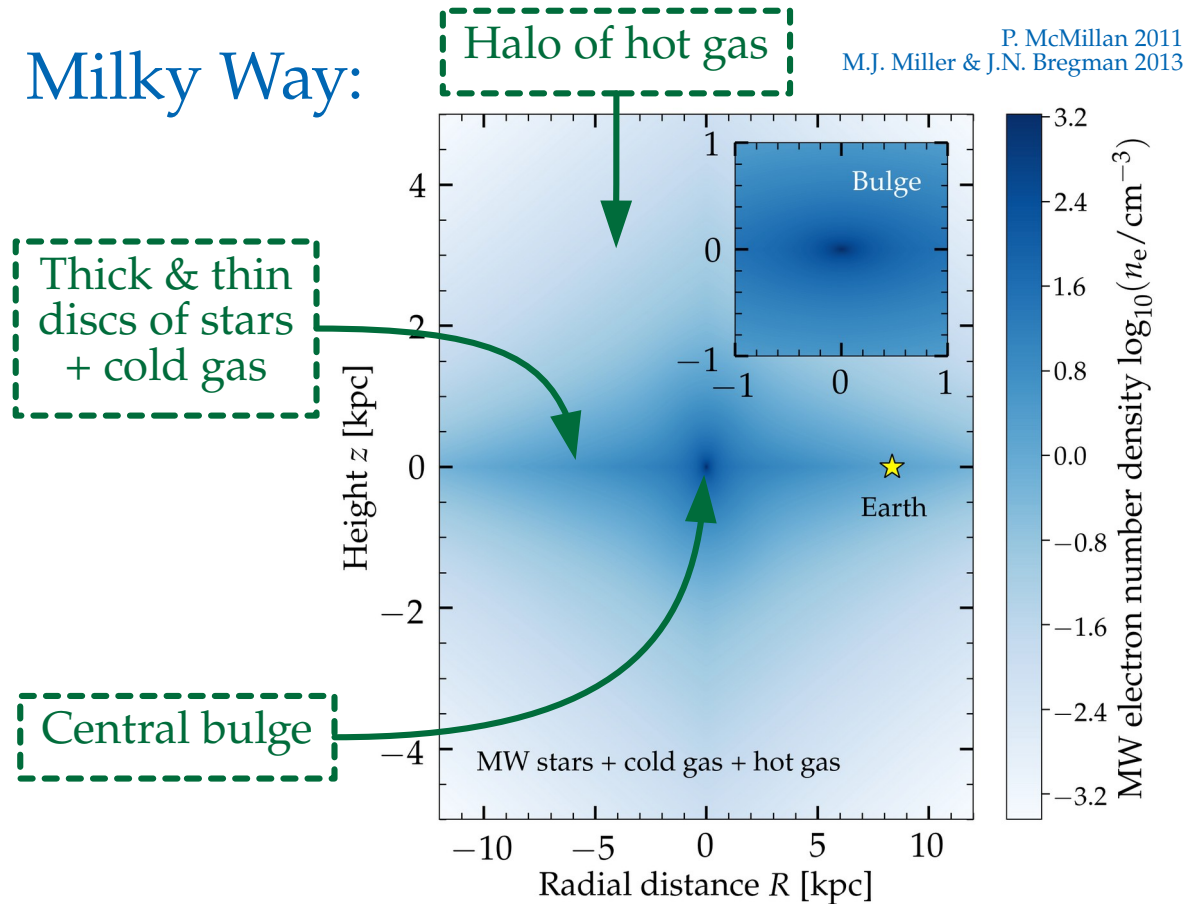 Milky Way:
Halo of hot gas
P. McMillan 2011
M.J. Miller & J.N. Bregman 2013
Thick & thin
discs of stars
+ cold gas
Central bulge
Height z [kpc]
4
2
0
−2
−4
Bulge
1
0
−1
−1
0
1
Earth
MW stars + cold gas + hot gas
−10
−5
0
5
10
Radial distance R [kpc]
3.2
2.4
1.6
0.8
0.0
−0.8
−1.6
−2.4
−3.2
MW electron number density log₁₀(nₑ/cm⁻³)